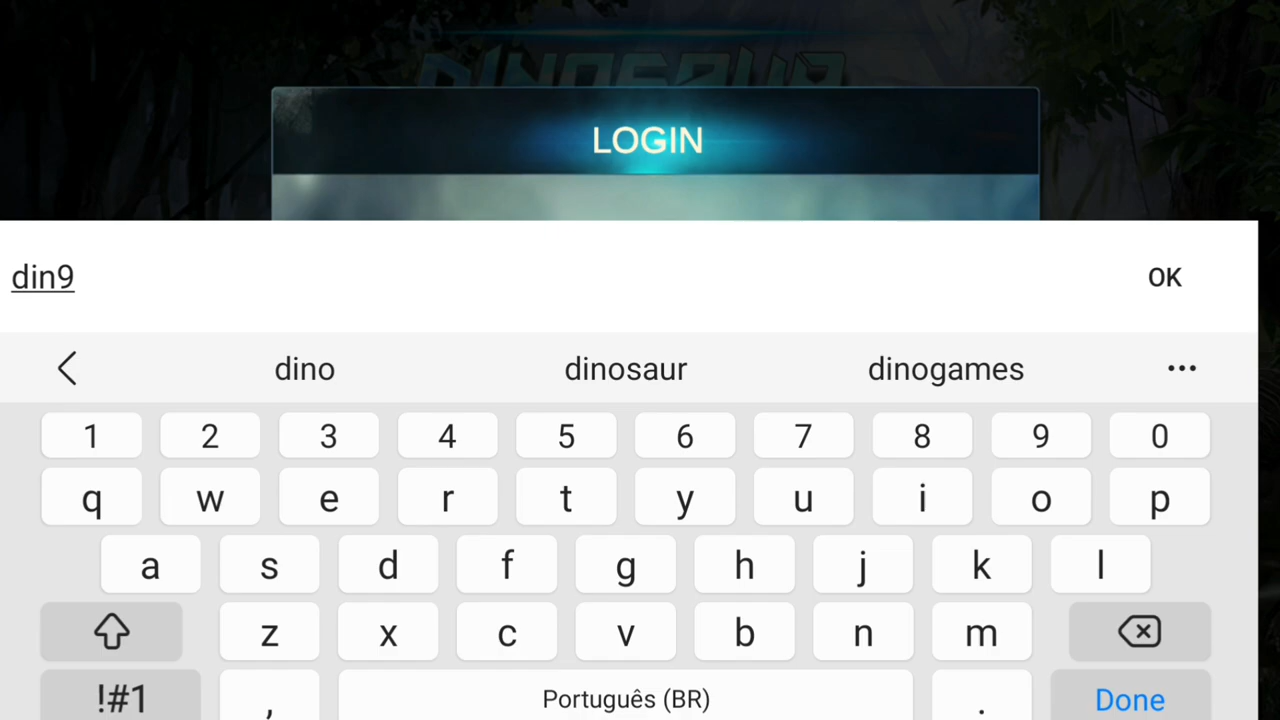 DINOSAUR
LOGIN
din9
OK
dino dinosaur dinogames
1 2 3 4 5 6 7 8 9 0
q w e r t y u i o p
a s d f g h j k l
z x c v b n m
!#1 , Português (BR) . Done